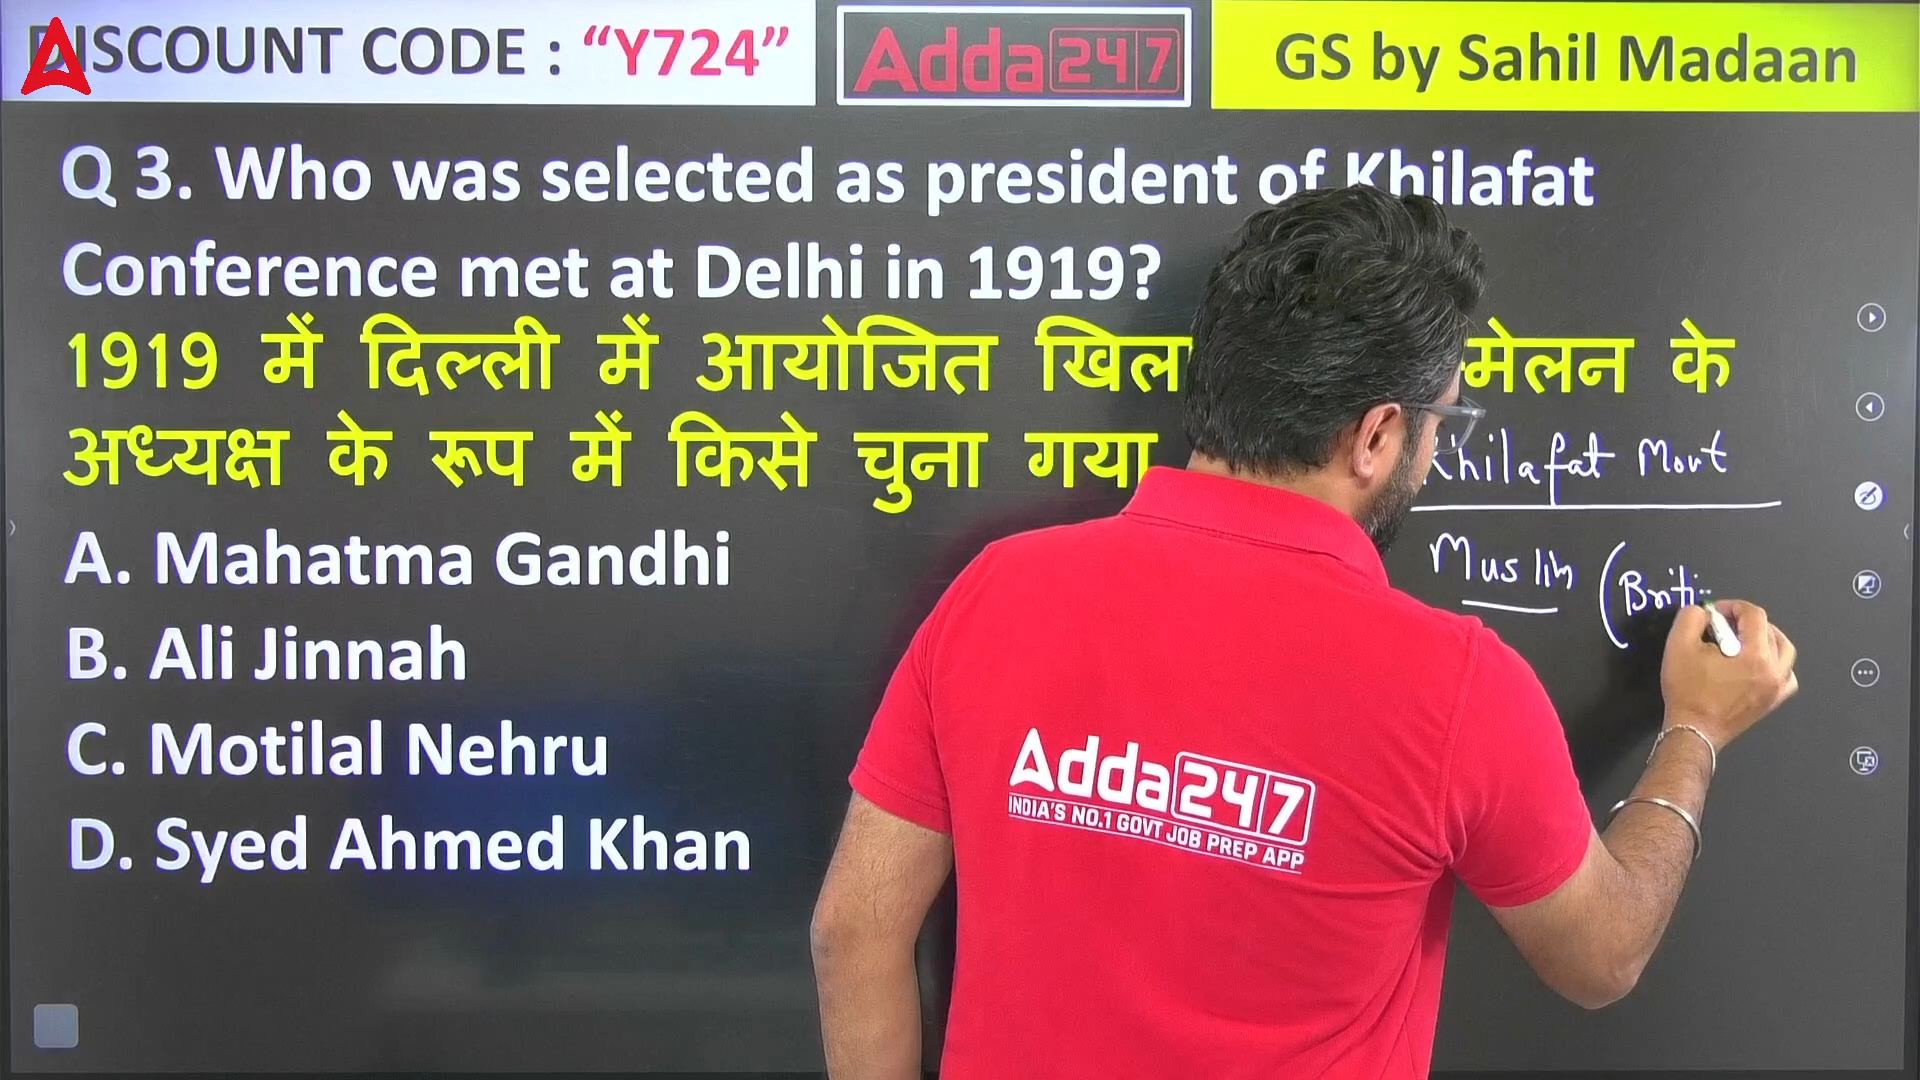 DISCOUNT CODE : “Y724”
Adda247
GS by Sahil Madaan
Q 3. Who was selected as president of Khilafat
Conference met at Delhi in 1919?
1919 में दिल्ली में आयोजित के
अध्यक्ष के रूप में किसे चुना गया
Khilafat Movt
A. Mahatma Gandhi
Muslim (Briti
B. Ali Jinnah
C. Motilal Nehru
D. Syed Ahmed Khan
Adda247
INDIA'S NO.1 GOVT JOB PREP APP